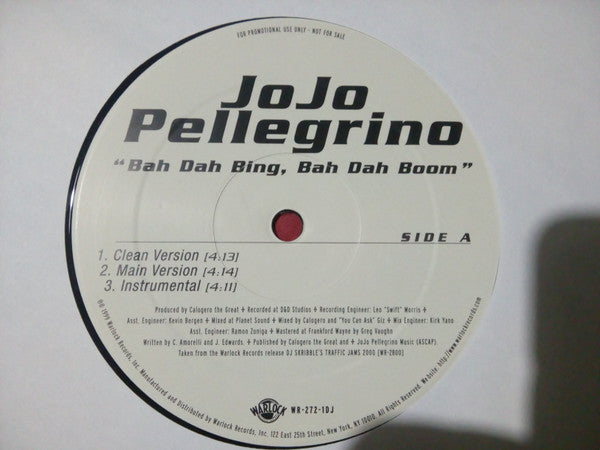 FOR PROMOTIONAL USE ONLY - NOT FOR SALE
JoJo
Pellegrino
"Bah Dah Bing, Bah Dah Boom"
SIDE A
1. Clean Version [4:13]
2. Main Version [4:14]
3. Instrumental [4:11]
Produced by Calogero the Great + Recorded at D&D Studios + Recording Engineer: Leo "Swift" Morris +
Asst. Engineer: Kevin Bergen + Mixed at Planet Sound + Mixed by Calogero and "You Can Ask" Giz + Mix Engineer: Kirk Yano
Asst. Engineer: Ramon Zuniga + Mastered at Frankford Wayne by Greg Vaughn
Written by C. Amorelli and J. Edwards. + Published by Calogero the Great and + JoJo Pellegrino Music (ASCAP).
Taken from the Warlock Records release DJ SKRIBBLE'S TRAFFIC JAMS 2000 [WR-2800]
WARLOCK WR-272-1DJ
℗© 1999 Warlock Records, Inc. Manufactured and Distributed by Warlock Records, Inc. 122 East 25th Street, New York, NY 10010. All Rights Reserved. Website: http://www.warlockrecords.com